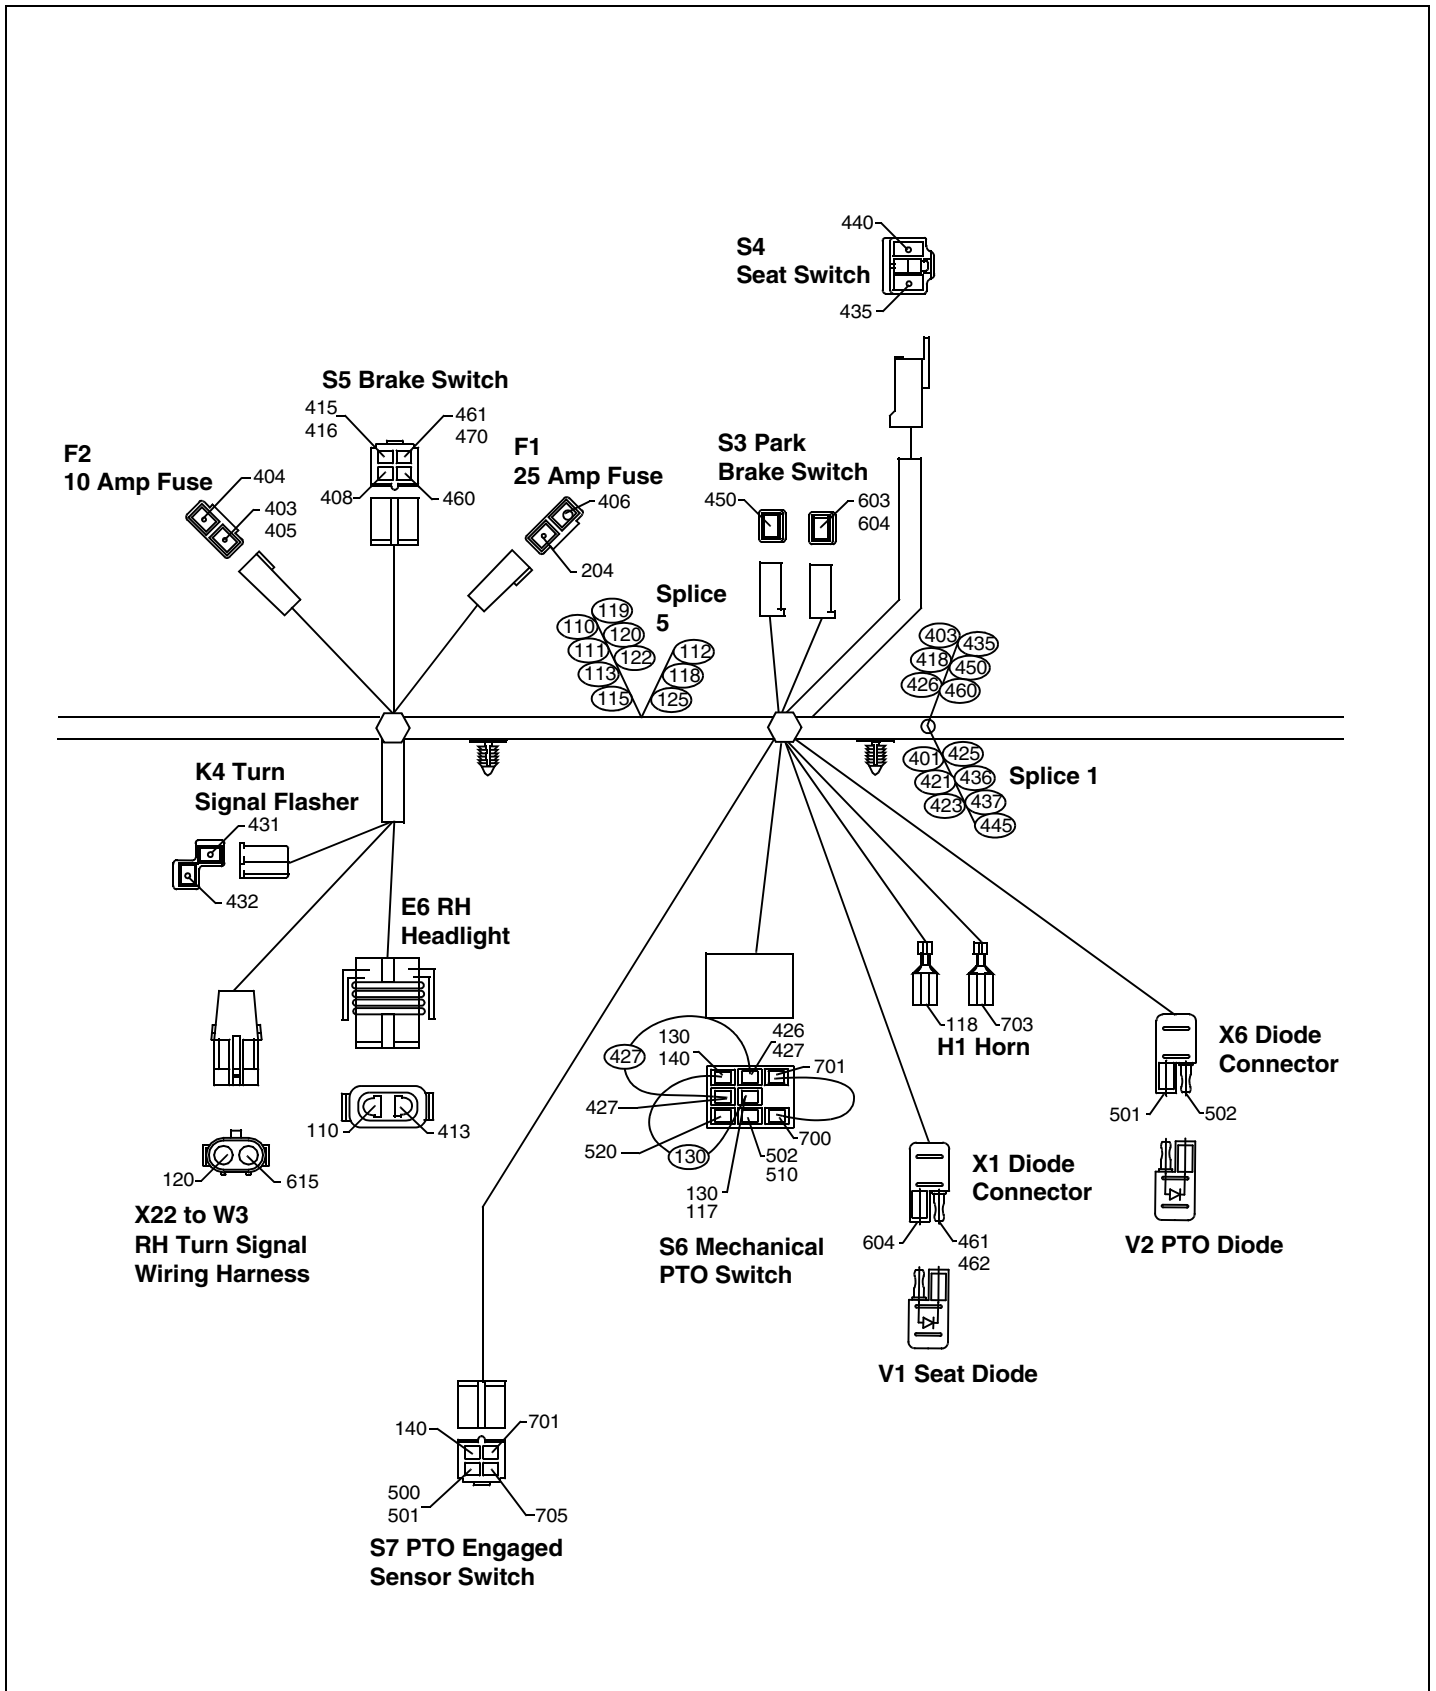 440
S4
Seat Switch
435
S5 Brake Switch
415
416
461
470
408
460
F2
10 Amp Fuse
404
403
405
F1
25 Amp Fuse
406
204
S3 Park
Brake Switch
450
603
604
Splice
5
119
110
120
111
122
113
115
112
118
125
403
435
418
450
426
460
401
425
421
436
423
437
445
Splice 1
K4 Turn
Signal Flasher
431
432
E6 RH
Headlight
110
413
120
615
X22 to W3
RH Turn Signal
Wiring Harness
427
130
140
426
427
701
427
520
130
700
502
510
130
117
S6 Mechanical
PTO Switch
118
703
H1 Horn
X6 Diode
Connector
501
502
V2 PTO Diode
X1 Diode
Connector
604
461
462
V1 Seat Diode
140
701
500
501
705
S7 PTO Engaged
Sensor Switch